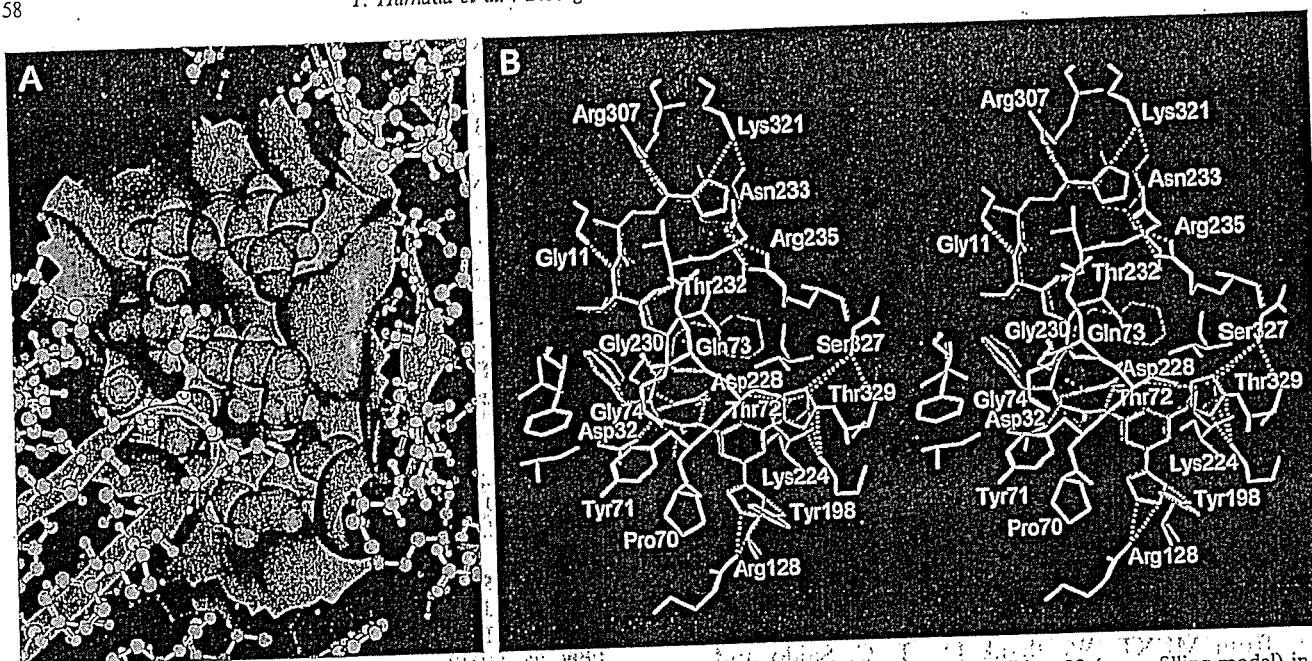 58
A
B
Arg307
Lys321
Asn233
Arg235
Gly11
Thr232
Gly230
Gln73
Ser327
Asp228
Gly74
Thr72
Thr329
Asp32
Lys224
Tyr71
Tyr198
Pro70
Arg128
Arg307
Lys321
Asn233
Arg235
Gly11
Thr232
Gly230
Gln73
Ser327
Asp228
Thr329
Gly74
Thr72
Asp32
Lys224
Tyr71
Tyr198
Pro70
Arg128
model) in